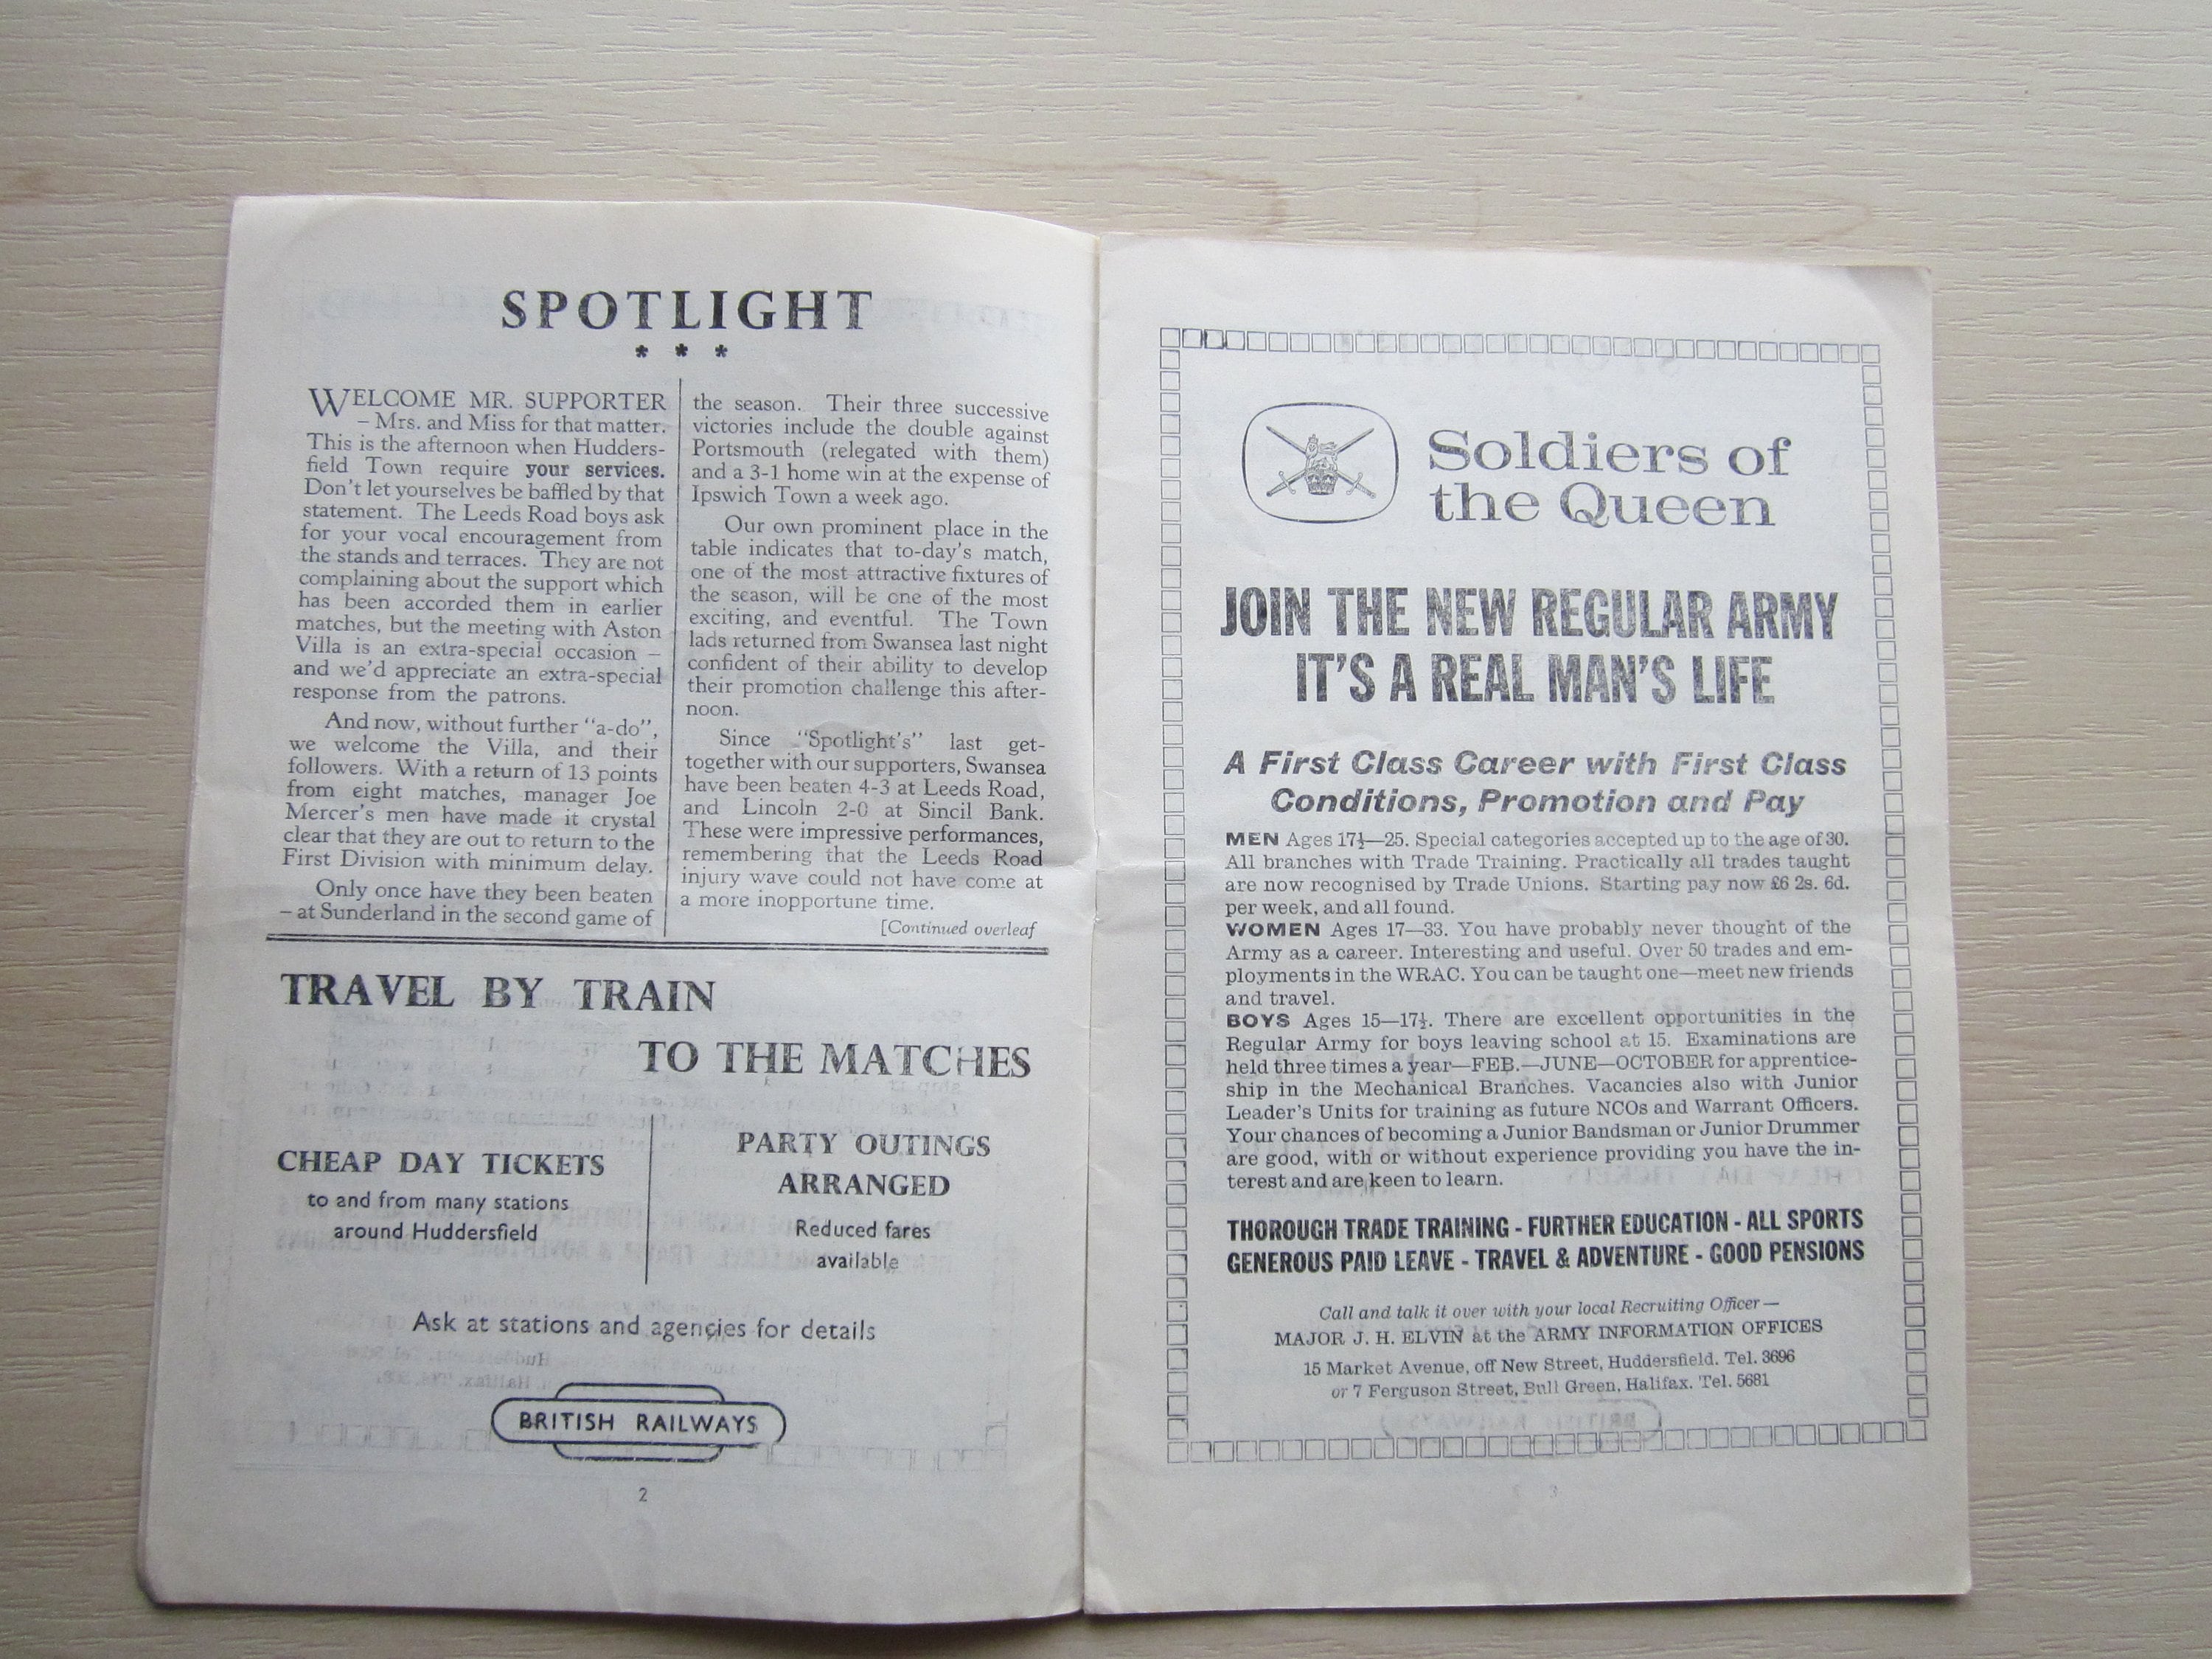 SPOTLIGHT
* * *
WELCOME MR. SUPPORTER
– Mrs. and Miss for that matter.
This is the afternoon when Hudders-
field Town require your services.
Don't let yourselves be baffled by that
statement. The Leeds Road boys ask
for your vocal encouragement from
the stands and terraces. They are not
complaining about the support which
has been accorded them in earlier
matches, but the meeting with Aston
Villa is an extra-special occasion –
and we'd appreciate an extra-special
response from the patrons.
And now, without further "a-do",
we welcome the Villa, and their
followers. With a return of 13 points
from eight matches, manager Joe
Mercer's men have made it crystal
clear that they are out to return to the
First Division with minimum delay.
Only once have they been beaten
– at Sunderland in the second game of
the season. Their three successive
victories include the double against
Portsmouth (relegated with them)
and a 3-1 home win at the expense of
Ipswich Town a week ago.
Our own prominent place in the
table indicates that to-day's match,
one of the most attractive fixtures of
the season, will be one of the most
exciting, and eventful. The Town
lads returned from Swansea last night
confident of their ability to develop
their promotion challenge this after-
noon.
Since "Spotlight's" last get-
together with our supporters, Swansea
have been beaten 4-3 at Leeds Road,
and Lincoln 2-0 at Sincil Bank.
These were impressive performances,
remembering that the Leeds Road
injury wave could not have come at
a more inopportune time.
[Continued overleaf
TRAVEL BY TRAIN
TO THE MATCHES
CHEAP DAY TICKETS
to and from many stations
around Huddersfield
PARTY OUTINGS
ARRANGED
Reduced fares
available
Ask at stations and agencies for details
BRITISH RAILWAYS
2
Soldiers of
the Queen
JOIN THE NEW REGULAR ARMY
IT'S A REAL MAN'S LIFE
A First Class Career with First Class
Conditions, Promotion and Pay
MEN Ages 17½—25. Special categories accepted up to the age of 30.
All branches with Trade Training. Practically all trades taught
are now recognised by Trade Unions. Starting pay now £6 2s. 6d.
per week, and all found.
WOMEN Ages 17—33. You have probably never thought of the
Army as a career. Interesting and useful. Over 50 trades and em-
ployments in the WRAC. You can be taught one—meet new friends
and travel.
BOYS Ages 15—17½. There are excellent opportunities in the
Regular Army for boys leaving school at 15. Examinations are
held three times a year—FEB.—JUNE—OCTOBER for apprentice-
ship in the Mechanical Branches. Vacancies also with Junior
Leader's Units for training as future NCOs and Warrant Officers.
Your chances of becoming a Junior Bandsman or Junior Drummer
are good, with or without experience providing you have the in-
terest and are keen to learn.
THOROUGH TRADE TRAINING - FURTHER EDUCATION - ALL SPORTS
GENEROUS PAID LEAVE - TRAVEL & ADVENTURE - GOOD PENSIONS
Call and talk it over with your local Recruiting Officer—
MAJOR J. H. ELVIN at the ARMY INFORMATION OFFICES
15 Market Avenue, off New Street, Huddersfield. Tel. 3696
or 7 Ferguson Street, Bull Green, Halifax. Tel. 5681
3